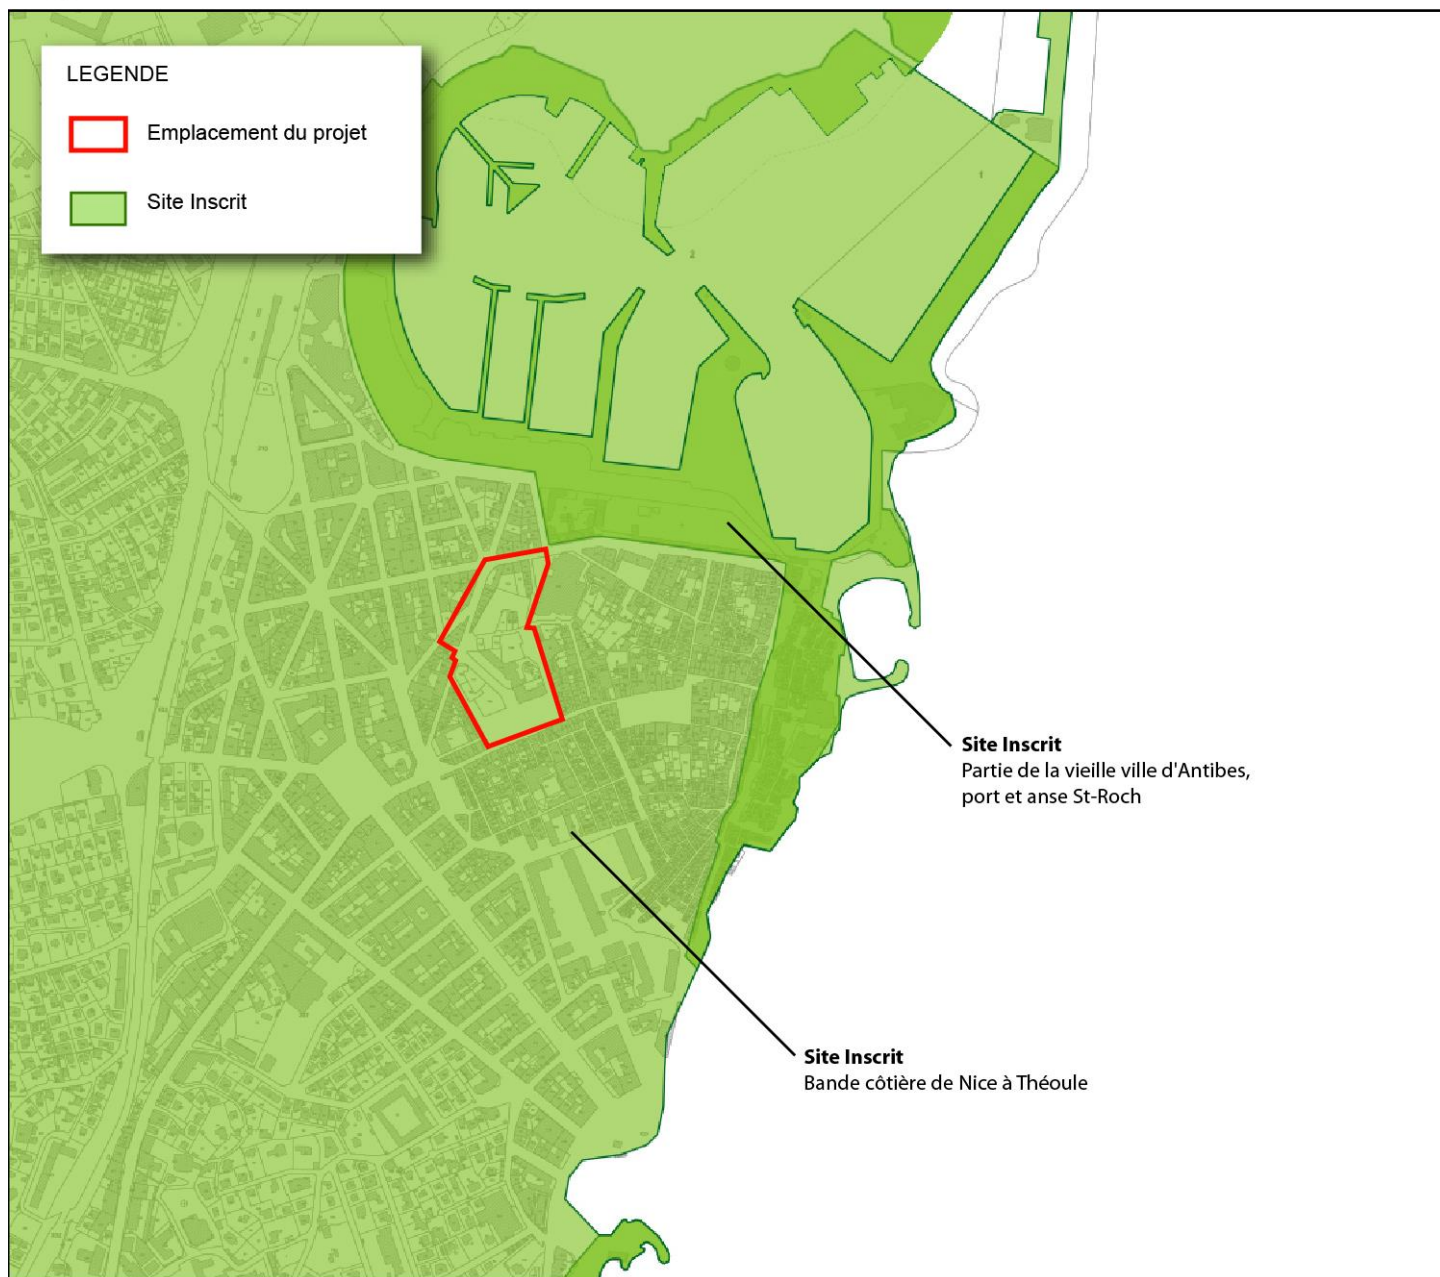 LEGENDE
Emplacement du projet
Site Inscrit
Site Inscrit
Partie de la vieille ville d'Antibes,
port et anse St-Roch
Site Inscrit
Bande côtière de Nice à Théoule